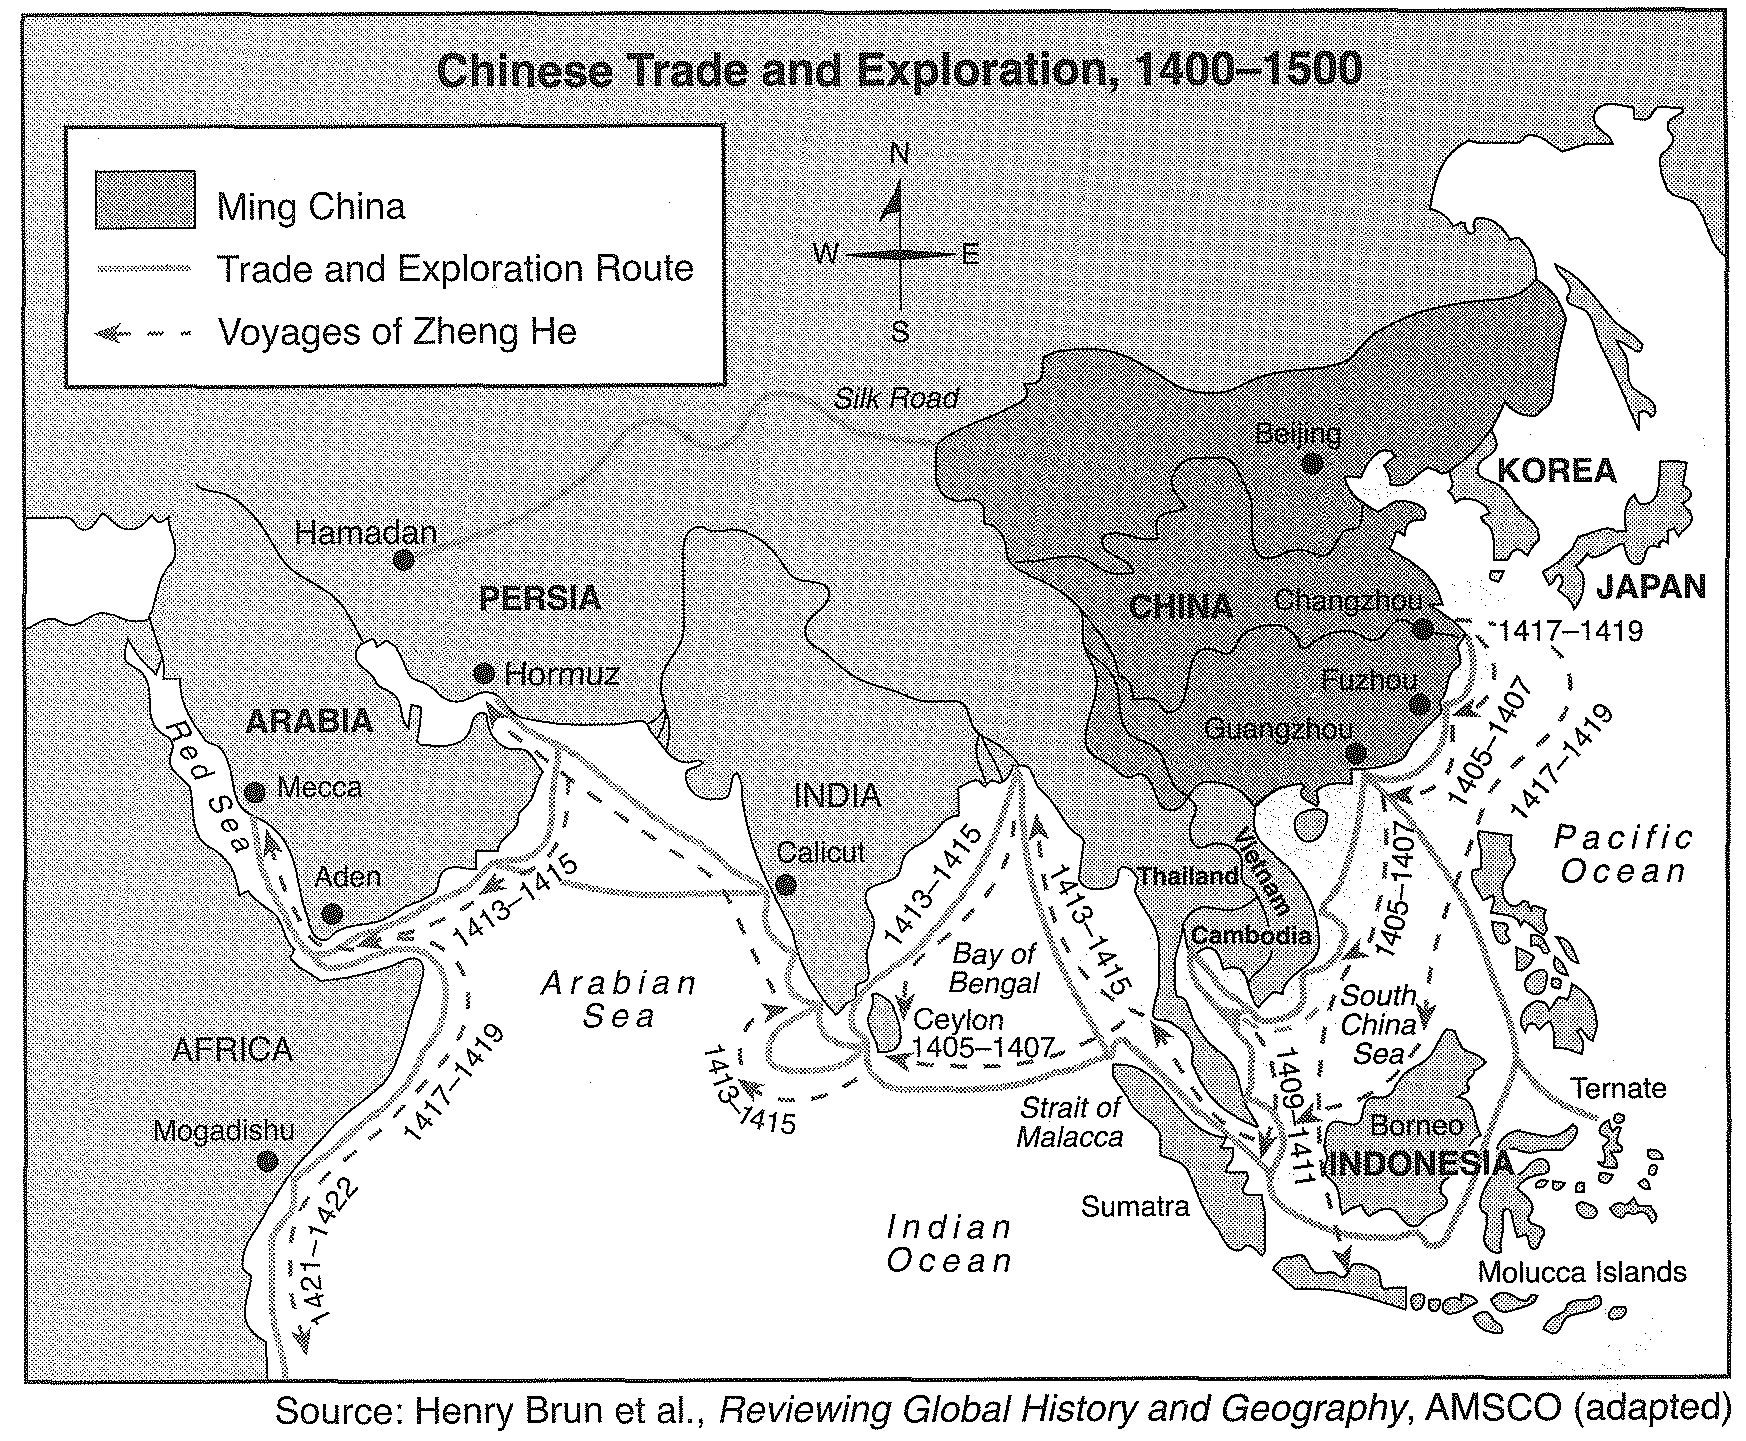 Chinese Trade and Exploration, 1400–1500
Ming China
Trade and Exploration Route
Voyages of Zheng He
N
W
E
S
Silk Road
Beijing
KOREA
Hamadan
PERSIA
JAPAN
CHINA
Changzhou
1417–1419
Hormuz
Fuzhou
ARABIA
Guangzhou
1405–1407
1417–1419
Red Sea
Mecca
INDIA
Pacific
Ocean
Calicut
Vietnam
Thailand
Aden
1413–1415
1413–1415
1413–1415
1405–1407
Cambodia
Bay of
Bengal
Arabian
Sea
South
China
Sea
Ceylon
1405–1407
AFRICA
1417–1419
1413–1415
1409–1411
Ternate
Strait of
Malacca
Borneo
INDONESIA
Mogadishu
Sumatra
1421–1422
Indian
Ocean
Molucca Islands
Source: Henry Brun et al., Reviewing Global History and Geography, AMSCO (adapted)